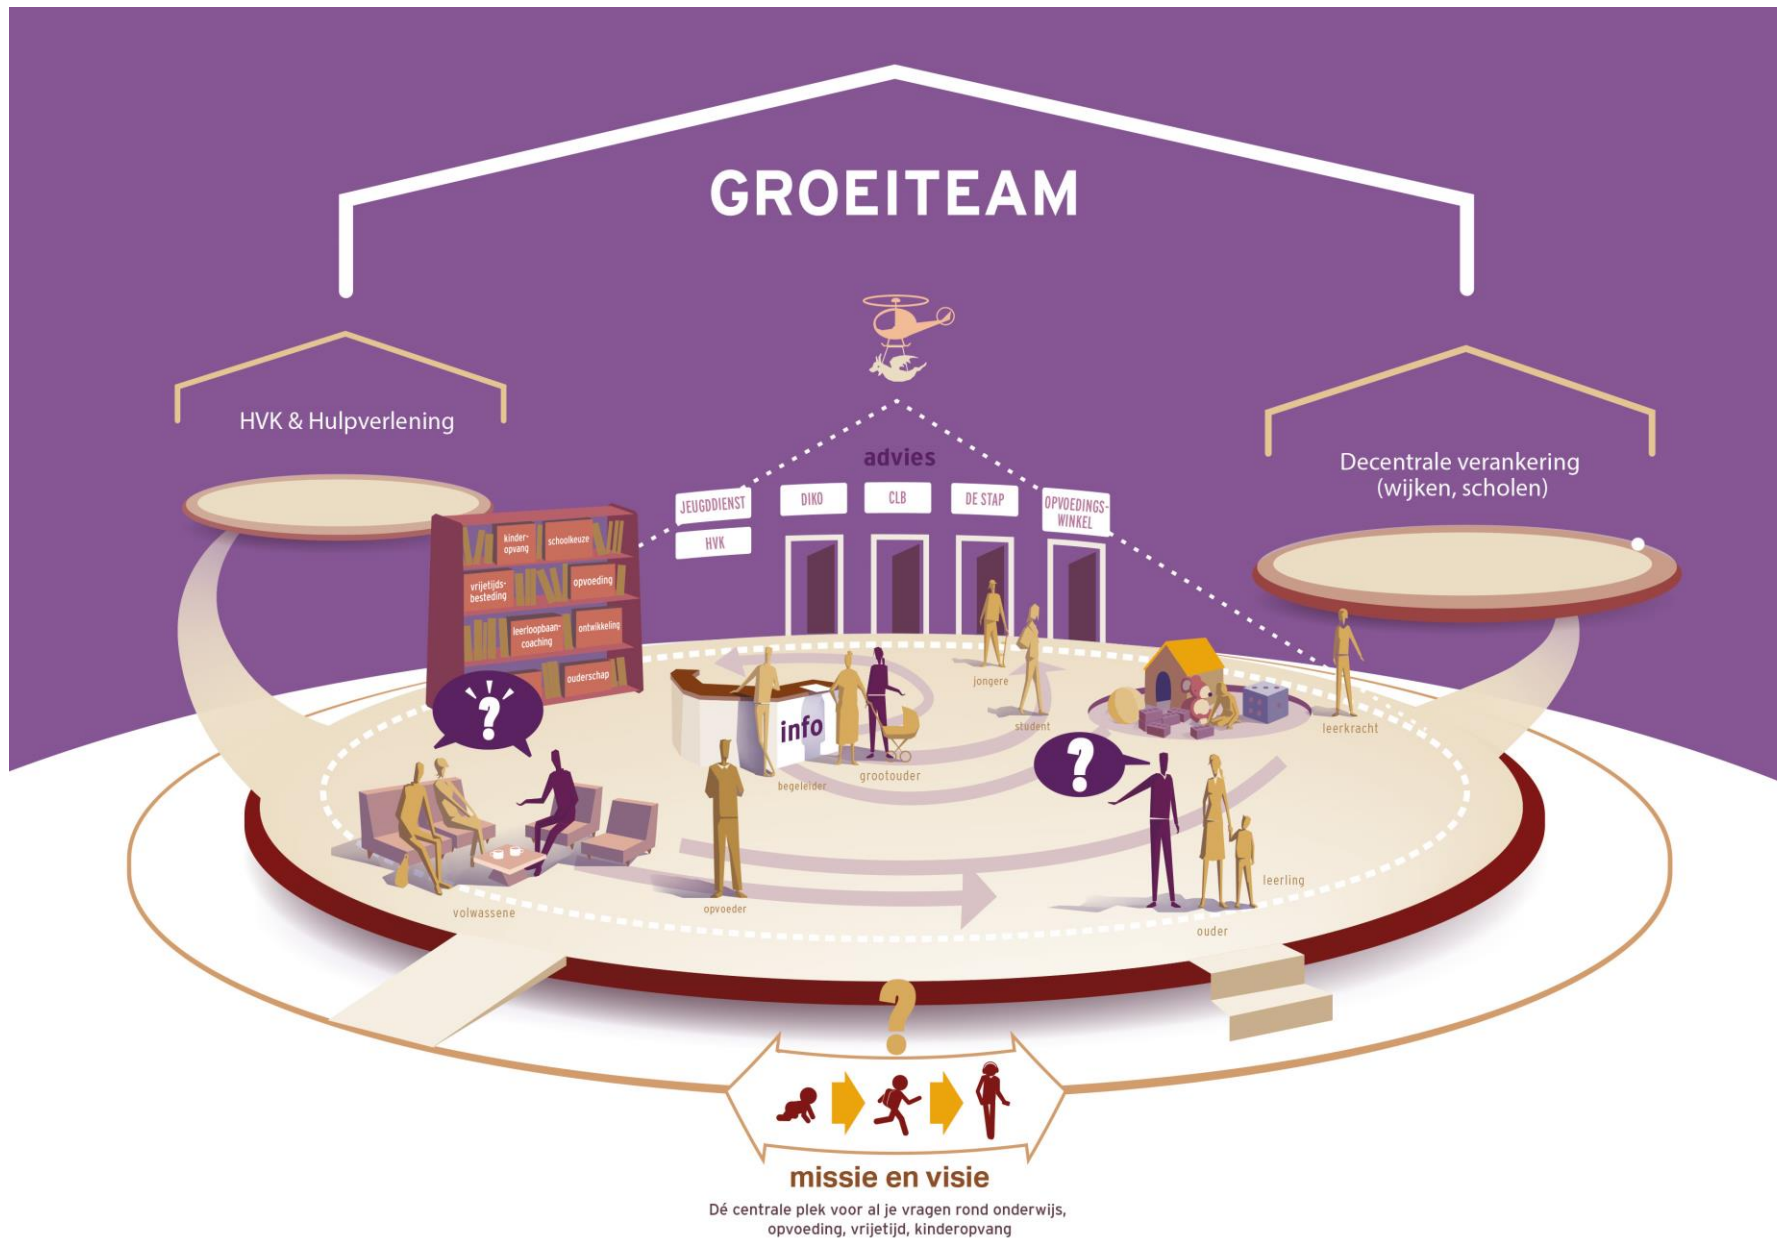 GROEITEAM
HVK & Hulpverlening
Decentrale verankering
(wijken, scholen)
advies
JEUGDDIENST
HVK
DIKO
CLB
DE STAP
OPVOEDINGS-
WINKEL
kinder-
opvang
schoolkeuze
vrijetijds-
besteding
opvoeding
leerloopbaan-
coaching
ontwikkeling
ouderschap
?
info
jongere
student
leerkracht
begeleider
grootouder
?
volwassene
opvoeder
leerling
ouder
?
missie en visie
Dé centrale plek voor al je vragen rond onderwijs,
opvoeding, vrijetijd, kinderopvang